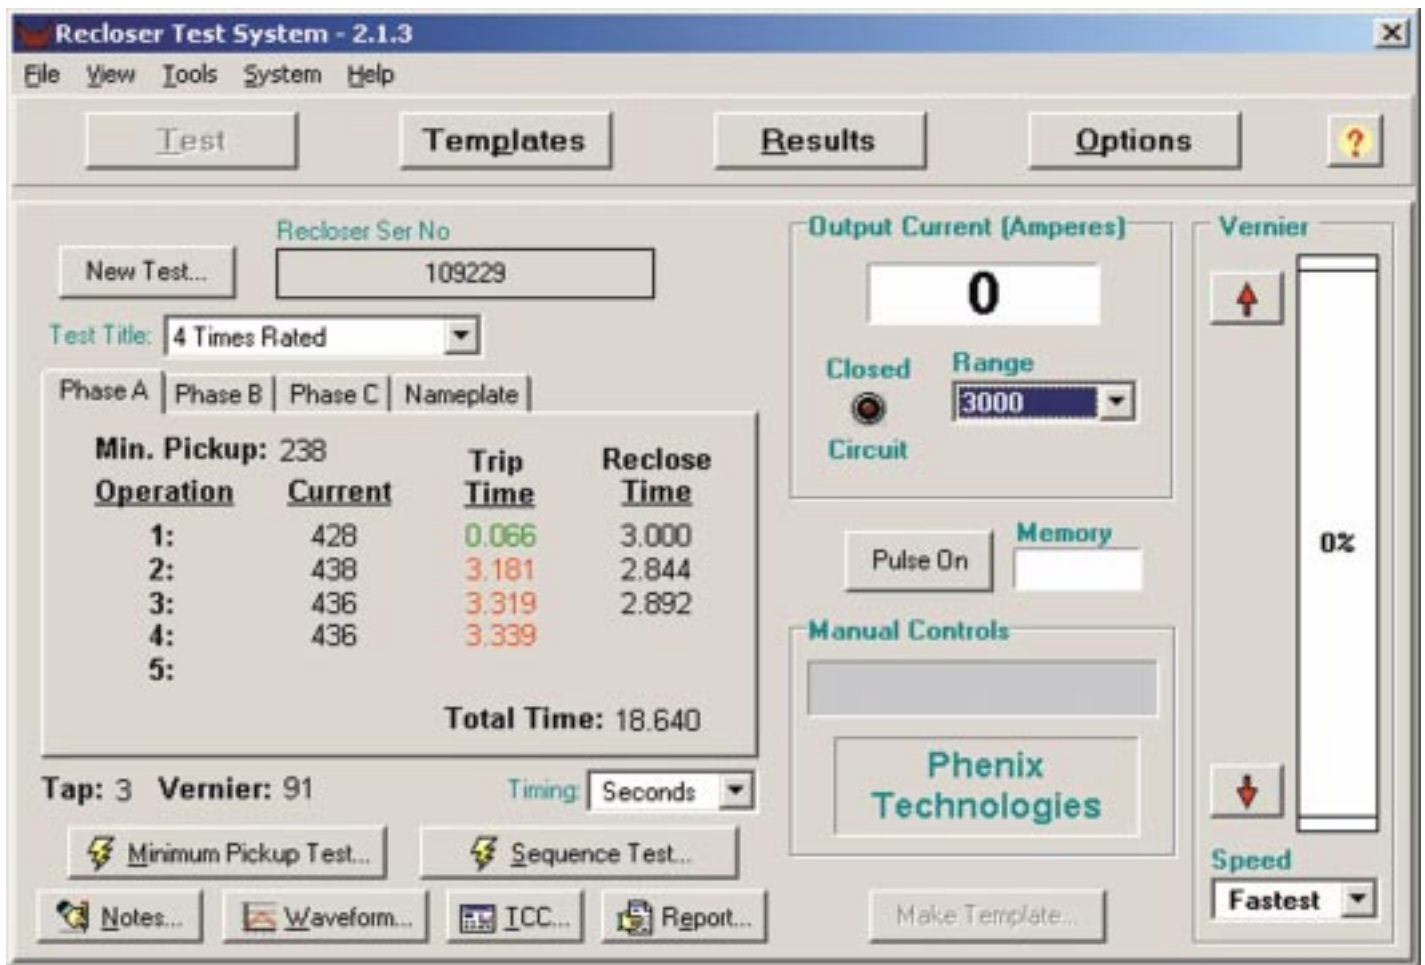 Recloser Test System - 2.1.3
File View Tools System Help
Test Templates Results Options ?
Recloser Ser No
New Test... 109229
Test Title: 4 Times Rated
Phase A Phase B Phase C Nameplate
Min. Pickup: 238
Operation Current Trip Time Reclose Time
1: 428 0.066 3.000
2: 438 3.181 2.844
3: 436 3.319 2.892
4: 436 3.339
5:
Total Time: 18.640
Tap: 3 Vernier: 91 Timing: Seconds
Minimum Pickup Test... Sequence Test...
Notes... Waveform... TCC... Report...
Output Current (Amperes)
0
Closed Circuit
Range
3000
Pulse On
Memory
Manual Controls
Phenix
Technologies
Make Template...
Vernier
0%
Speed
Fastest